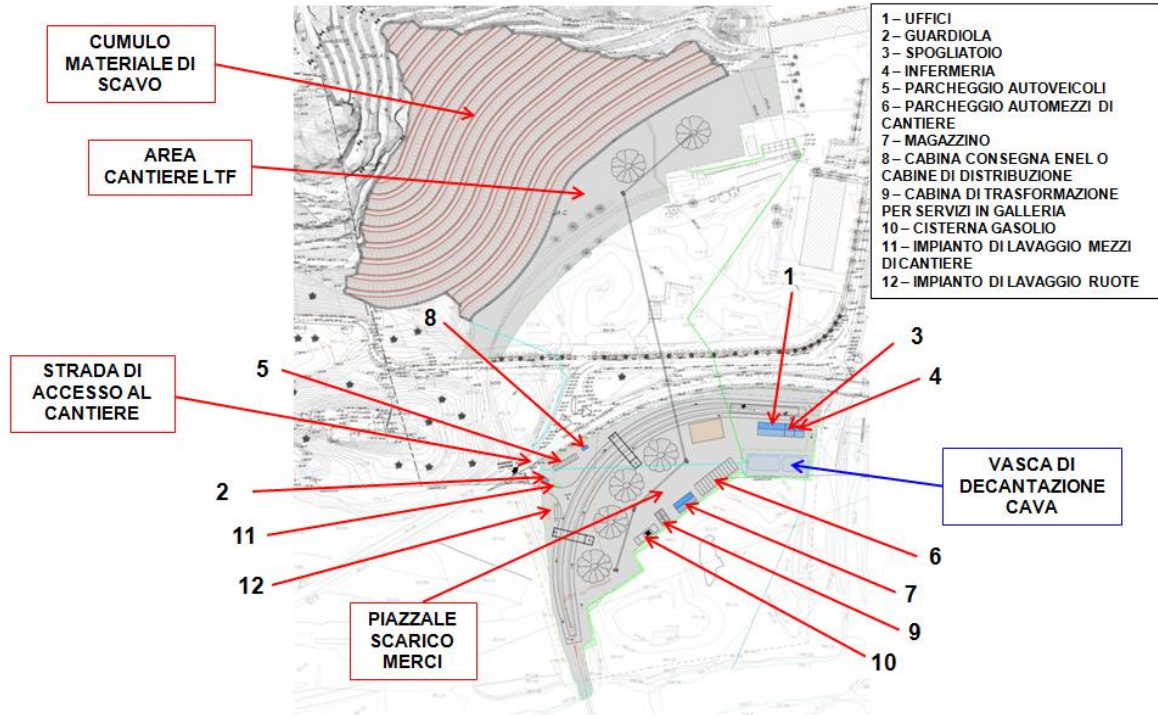 CUMULO
MATERIALE DI
SCAVO
AREA
CANTIERE LTF
STRADA DI
ACCESSO AL
CANTIERE
1 – UFFICI
2 – GUARDIOLA
3 – SPOGLIATOIO
4 – INFERMERIA
5 – PARCHEGGIO AUTOVEICOLI
6 – PARCHEGGIO AUTOMEZZI DI
CANTIERE
7 – MAGAZZINO
8 – CABINA CONSEGNA ENEL O
CABINE DI DISTRIBUZIONE
9 – CABINA DI TRASFORMAZIONE
PER SERVIZI IN GALLERIA
10 – CISTERNA GASOLIO
11 – IMPIANTO DI LAVAGGIO MEZZI
DI CANTIERE
12 – IMPIANTO DI LAVAGGIO RUOTE
1
8
3
5
4
2
11
12
VASCA DI
DECANTAZIONE
CAVA
6
7
9
10
PIAZZALE
SCARICO
MERCI